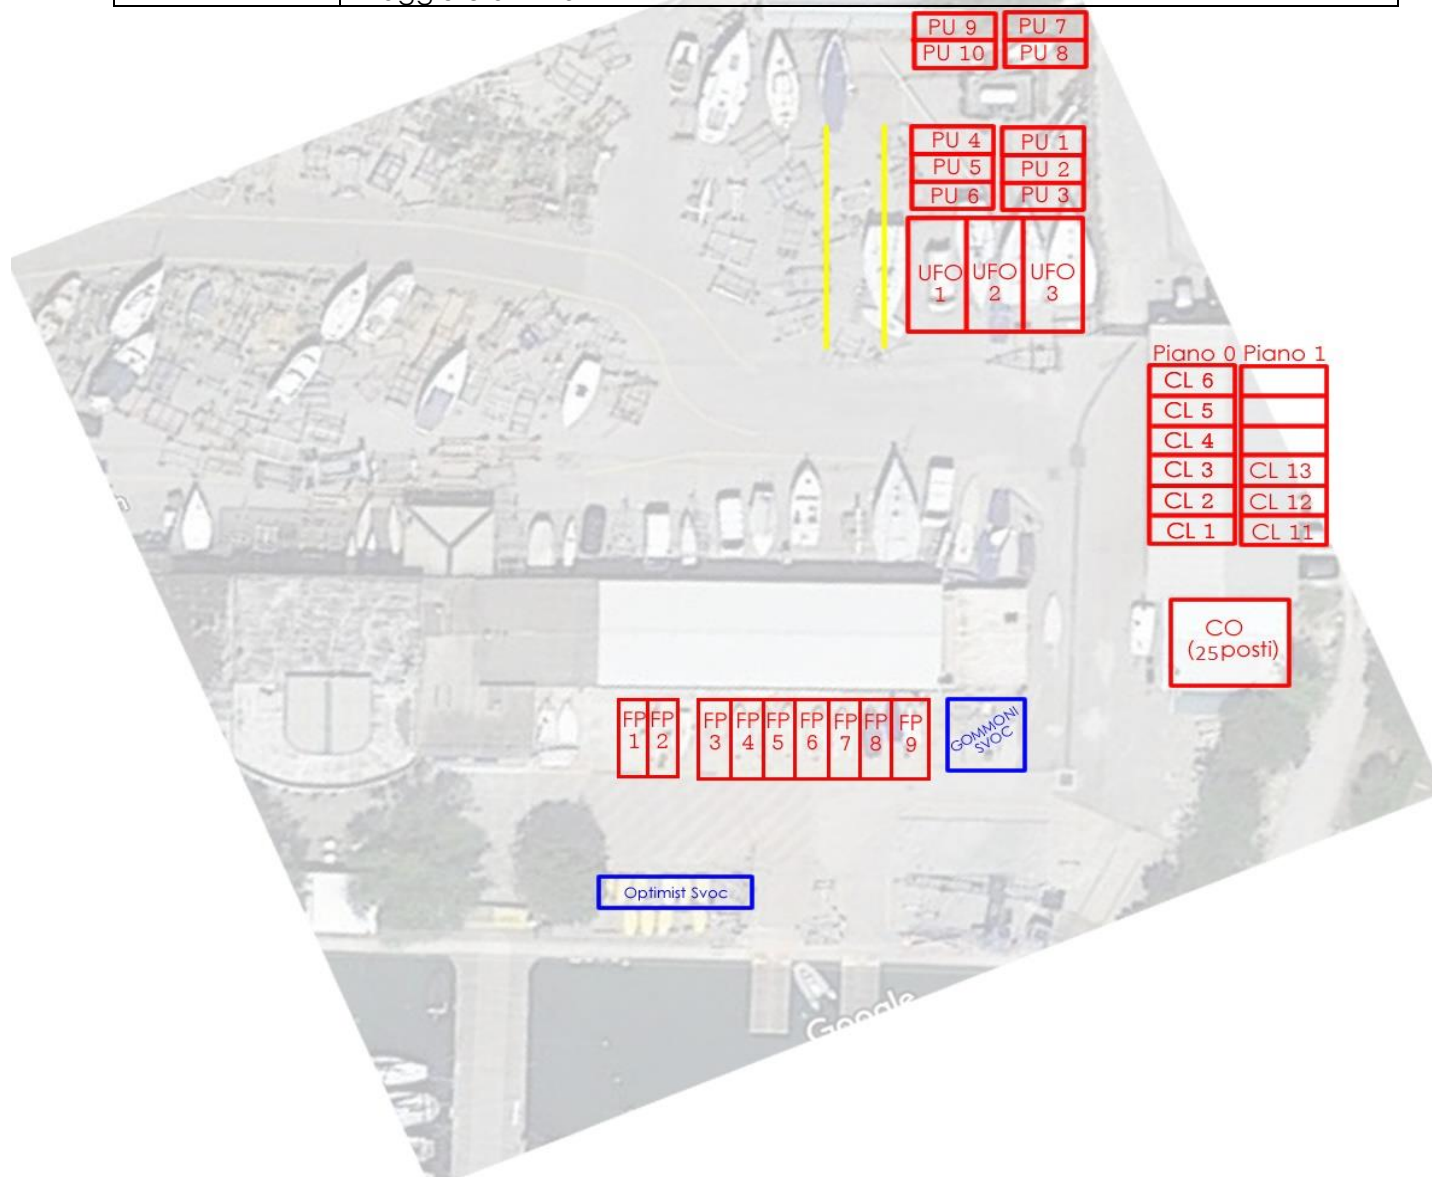 PU 9 PU 7
PU 10 PU 8
PU 4 PU 1
PU 5 PU 2
PU 6 PU 3
UFO 1
UFO 2
UFO 3
Piano 0 Piano 1
CL 6
CL 5
CL 4
CL 3 CL 13
CL 2 CL 12
CL 1 CL 11
CO
(25posti)
FP 1
FP 2
FP 3
FP 4
FP 5
FP 6
FP 7
FP 8
FP 9
GOMMONI
SVOC
Optimist Svoc
Google